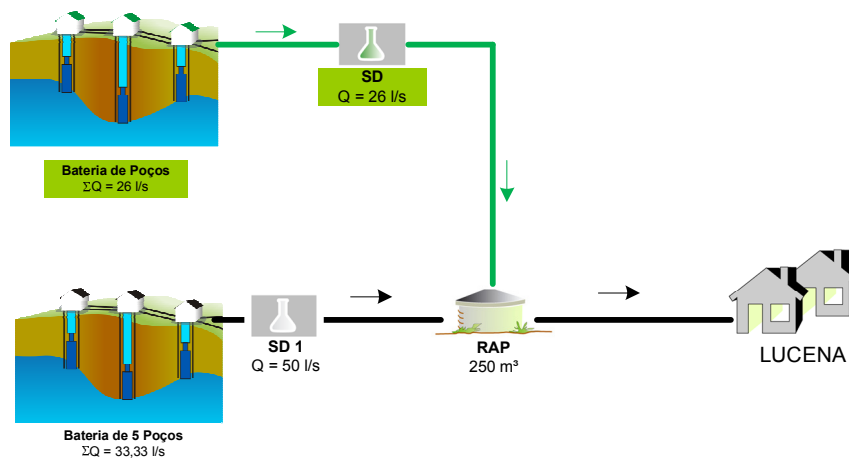 SD
Q = 26 l/s
Bateria de Poços
ΣQ = 26 l/s
SD 1
Q = 50 l/s
RAP
250 m³
LUCENA
Bateria de 5 Poços
ΣQ = 33,33 l/s